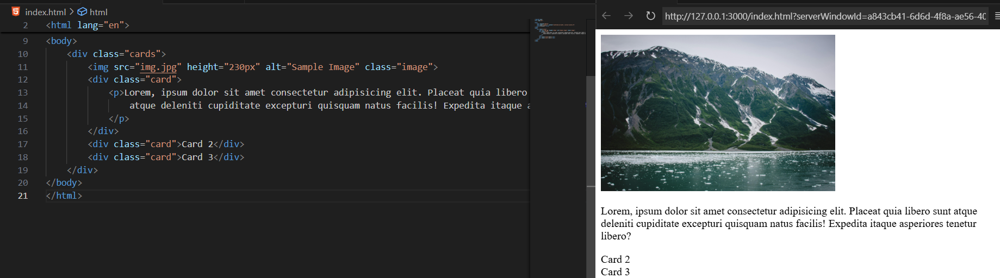 index.html > html
2 <html lang="en">
9 <body>
10 <div class="cards">
11 <img src="img.jpg" height="230px" alt="Sample Image" class="image">
12 <div class="card">
13 <p>Lorem, ipsum dolor sit amet consectetur adipisicing elit. Placeat quia libero
14 atque deleniti cupiditate excepturi quisquam natus facilis! Expedita itaque
15 </p>
16 </div>
17 <div class="card">Card 2</div>
18 <div class="card">Card 3</div>
19 </div>
20 </body>
21 </html>
http://127.0.0.1:3000/index.html?serverWindowId=a843cb41-6d6d-4f8a-ae56-40
Lorem, ipsum dolor sit amet consectetur adipisicing elit. Placeat quia libero sunt atque
deleniti cupiditate excepturi quisquam natus facilis! Expedita itaque asperiores tenetur
libero?
Card 2
Card 3